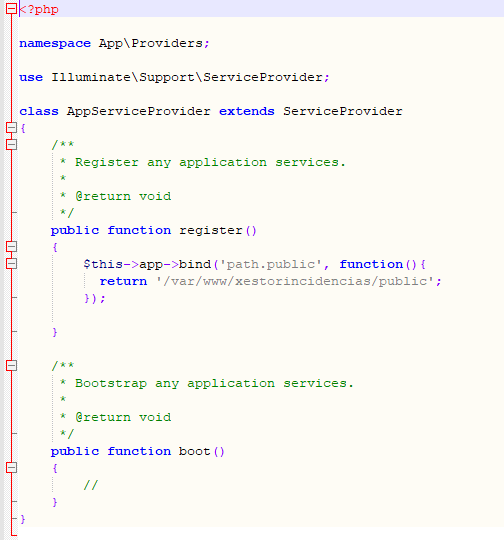 <?php
namespace App\Providers;
use Illuminate\Support\ServiceProvider;
class AppServiceProvider extends ServiceProvider
{
    /**
     * Register any application services.
     *
     * @return void
     */
    public function register()
    {
        $this->app->bind('path.public', function(){
          return '/var/www/xestorincidencias/public';
        });
    }
    /**
     * Bootstrap any application services.
     *
     * @return void
     */
    public function boot()
    {
        //
    }
}